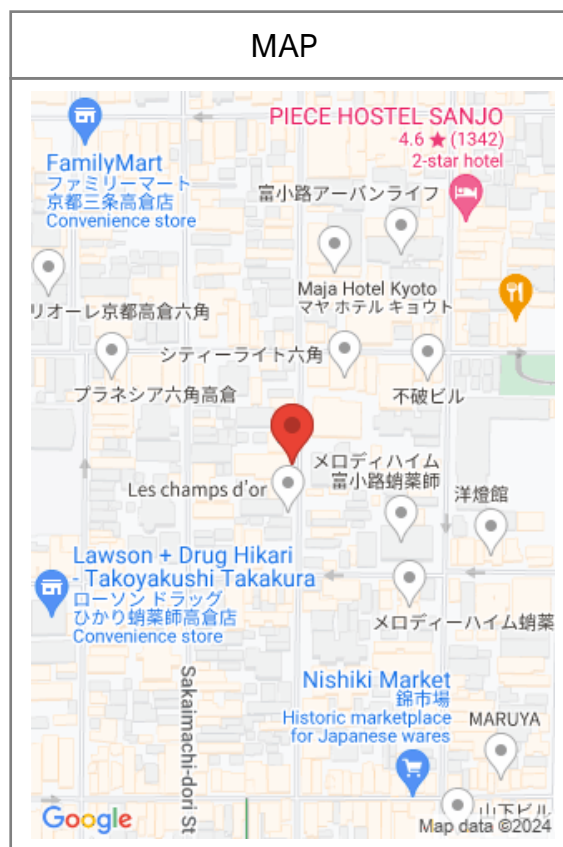 MAP
PIECE HOSTEL SANJO
4.6 ★ (1342)
2-star hotel
FamilyMart
ファミリーマート
京都三条高倉店
Convenience store
富小路アーバンライフ
Maja Hotel Kyoto
マヤ ホテル キョウト
リオーレ京都高倉六角
シティーライト六角
プラネシア六角高倉
不破ビル
メロディハイム
富小路蛸薬師
Les champs d'or
洋燈館
Lawson + Drug Hikari
- Takoyakushi Takakura
ローソン ドラッグ
ひかり蛸薬師高倉店
Convenience store
メロディーハイム蛸薬
Sakaimachi-dori St
Nishiki Market
錦市場
Historic marketplace
for Japanese wares
MARUYA
山下ビル
Google
Map data ©2024